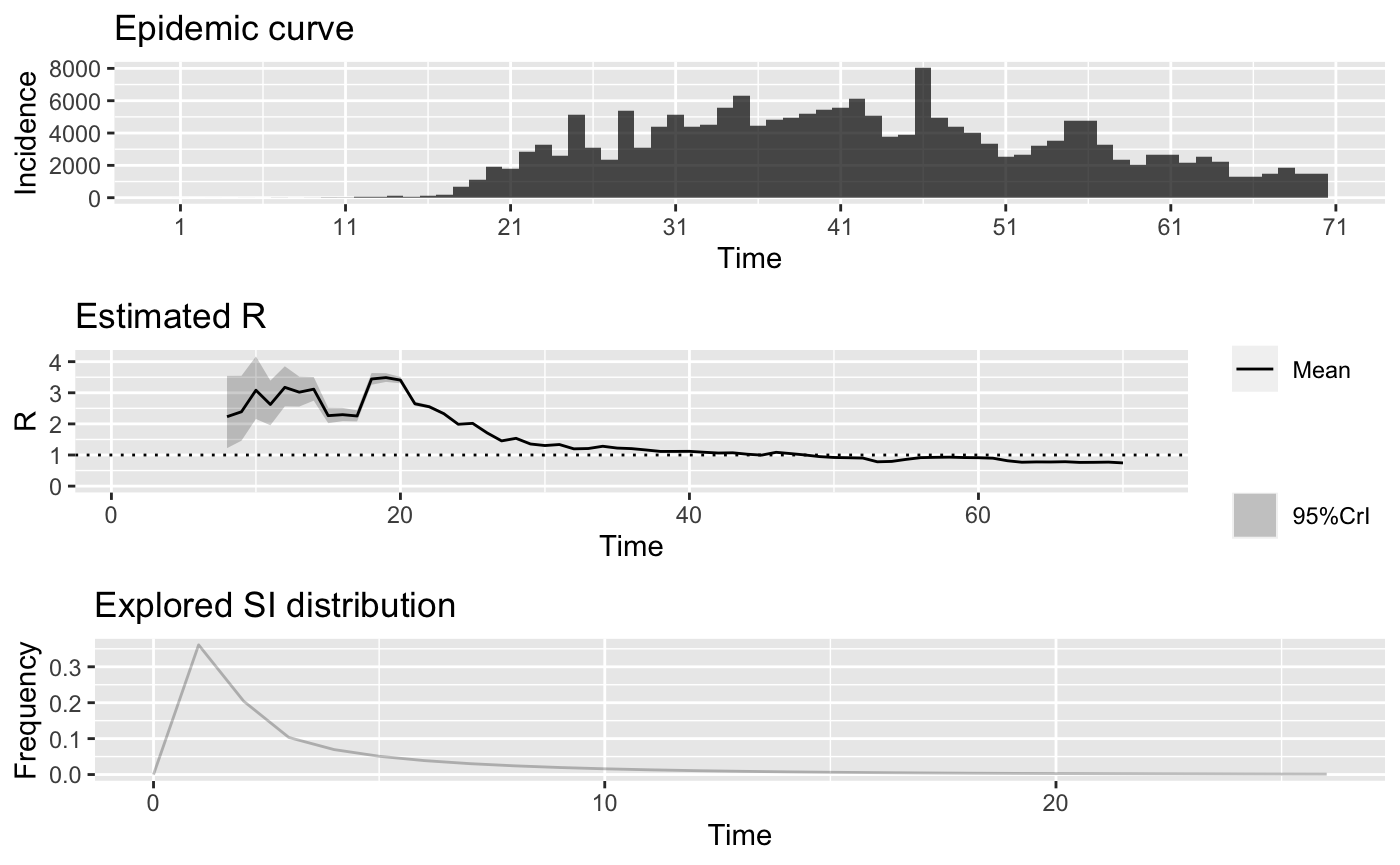 Epidemic curve
8000
6000
4000
2000
0
Incidence
1 11 21 31 41 51 61 71
Time
Estimated R
4
3
2
1
0
R
0 20 40 60
Time
Mean
95%CrI
Explored SI distribution
0.3
0.2
0.1
0.0
Frequency
0 10 20
Time